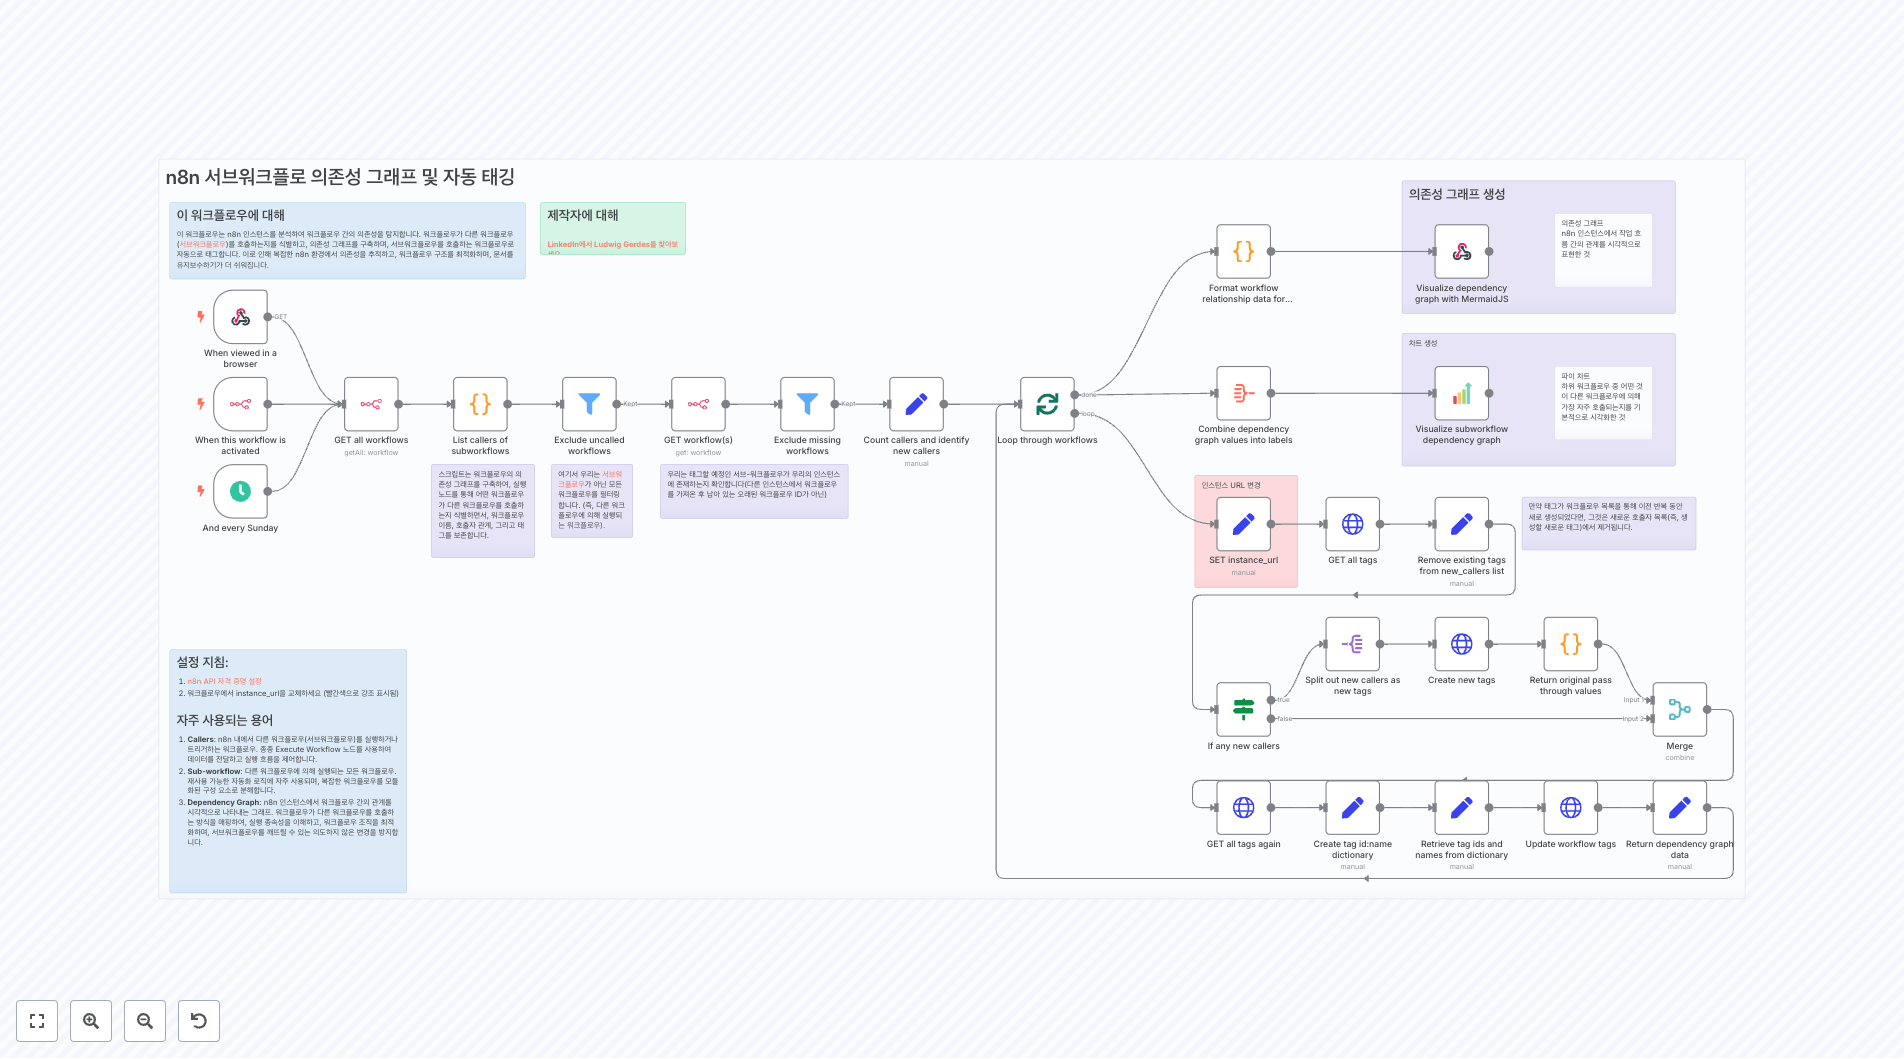 n8n 서브워크플로 의존성 그래프 및 자동 태깅
이 워크플로우에 대해
이 워크플로우는 n8n 인스턴스를 분석하여 워크플로우 간의 의존성을 탐지합니다. 워크플로우가 다른 워크플로우
(서브워크플로우)를 호출하는지를 식별하고, 의존성 그래프를 구축하며, 서브워크플로우를 호출하는 워크플로우로
자동으로 태그합니다. 이로 인해 복잡한 n8n 환경에서 의존성을 추적하고, 워크플로우 구조를 최적화하며, 문서를
유지보수하기가 더 쉬워집니다.
제작자에 대해
LinkedIn에서 Ludwig Gerdes를 찾아보
GET
When viewed in a
browser
When this workflow is
activated
And every Sunday
GET all workflows
getAll: workflow
List callers of
subworkflows
Exclude uncalled
workflows
Kept
GET workflow(s)
get: workflow
Exclude missing
workflows
Kept
Count callers and identify
new callers
manual
Loop through workflows
done
loop
스크립트는 워크플로우의 의
존성 그래프를 구축하여, 실행
노드를 통해 어떤 워크플로우
가 다른 워크플로우를 호출하
는지 식별하면서, 워크플로우
이름, 호출자 관계, 그리고 태
그를 보존합니다.
여기서 우리는 서브워
크플로우가 아닌 모든
워크플로우를 필터링
합니다. (즉, 다른 워크
플로우에 의해 실행되
는 워크플로우).
우리는 태그할 예정인 서브-워크플로우가 우리의 인스턴스
에 존재하는지 확인합니다(다른 인스턴스에서 워크플로우
를 가져온 후 남아 있는 오래된 워크플로우 ID가 아닌)
Format workflow
relationship data for...
의존성 그래프 생성
Visualize dependency
graph with MermaidJS
의존성 그래프
n8n 인스턴스에서 작업 흐
름 간의 관계를 시각적으로
표현한 것
Combine dependency
graph values into labels
차트 생성
Visualize subworkflow
dependency graph
파이 차트
하위 워크플로우 중 어떤 것
이 다른 워크플로우에 의해
가장 자주 호출되는지를 기
본적으로 시각화한 것
인스턴스 URL 변경
SET instance_url
manual
GET all tags
Remove existing tags
from new_callers list
manual
만약 태그가 워크플로우 목록을 통해 이전 반복 동안
새로 생성되었다면, 그것은 새로운 호출자 목록(즉, 생
성할 새로운 태그)에서 제거됩니다.
If any new callers
true
false
Split out new callers as
new tags
Create new tags
Return original pass
through values
Input 1
Input 2
Merge
combine
GET all tags again
Create tag id:name
dictionary
manual
Retrieve tag ids and
names from dictionary
manual
Update workflow tags
Return dependency graph
data
manual
설정 지침:
1. n8n API 자격 증명 설정
2. 워크플로우에서 instance_url을 교체하세요 (빨간색으로 강조 표시됨)
자주 사용되는 용어
1. Callers: n8n 내에서 다른 워크플로우(서브워크플로우)를 실행하거나
트리거하는 워크플로우. 종종 Execute Workflow 노드를 사용하여
데이터를 전달하고 실행 흐름을 제어합니다.
2. Sub-workflow: 다른 워크플로우에 의해 실행되는 모든 워크플로우.
재사용 가능한 자동화 로직에 자주 사용되며, 복잡한 워크플로우를 모듈
화된 구성 요소로 분해합니다.
3. Dependency Graph: n8n 인스턴스에서 워크플로우 간의 관계를
시각적으로 나타내는 그래프. 워크플로우가 다른 워크플로우를 호출하
는 방식을 매핑하여, 실행 종속성을 이해하고, 워크플로우 조직을 최적
화하며, 서브워크플로우를 깨뜨릴 수 있는 의도하지 않은 변경을 방지합
니다.